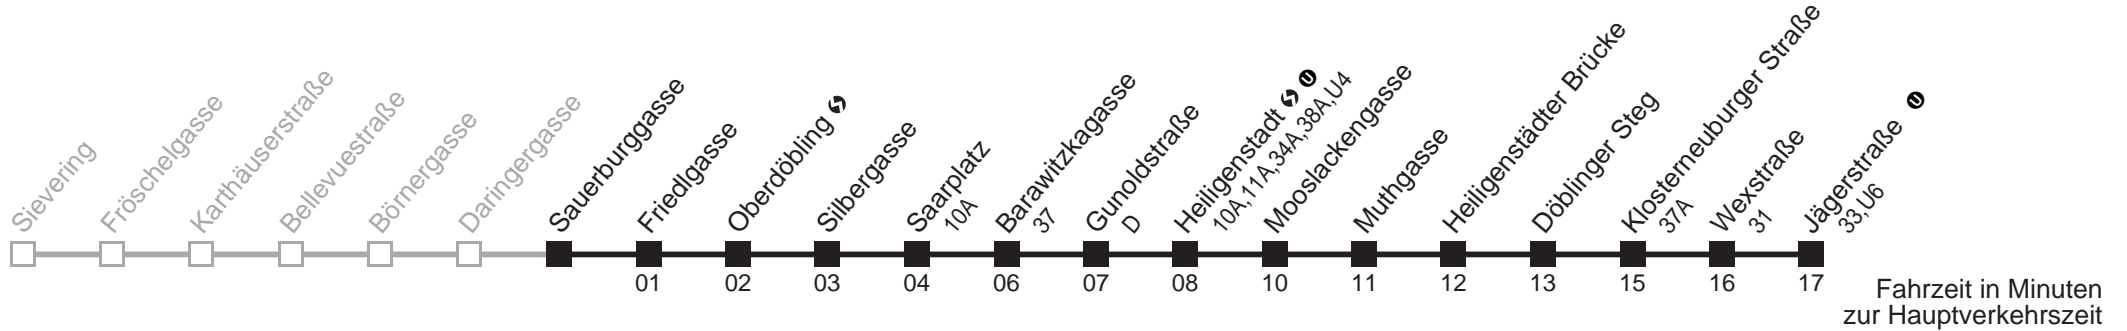 Sievering
Fröschelgasse
Karthäuserstraße
Bellevuestraße
Börnergasse
Daringergasse
Sauerburggasse
Friedlgasse
Oberdöbling
Silbergasse
Saarplatz
10A
Barawitzkagasse
37
Gunoldstraße
D
Heiligenstadt U
10A,11A,34A,38A,U4
Mooslackengasse
Muthgasse
Heiligenstädter Brücke
Döblinger Steg
Klosterneuburger Straße
37A
Wexstraße
31
Jägerstraße U
33,U6
01 02 03 04 06 07 08 10 11 12 13 15 16 17
Fahrzeit in Minuten
zur Hauptverkehrszeit